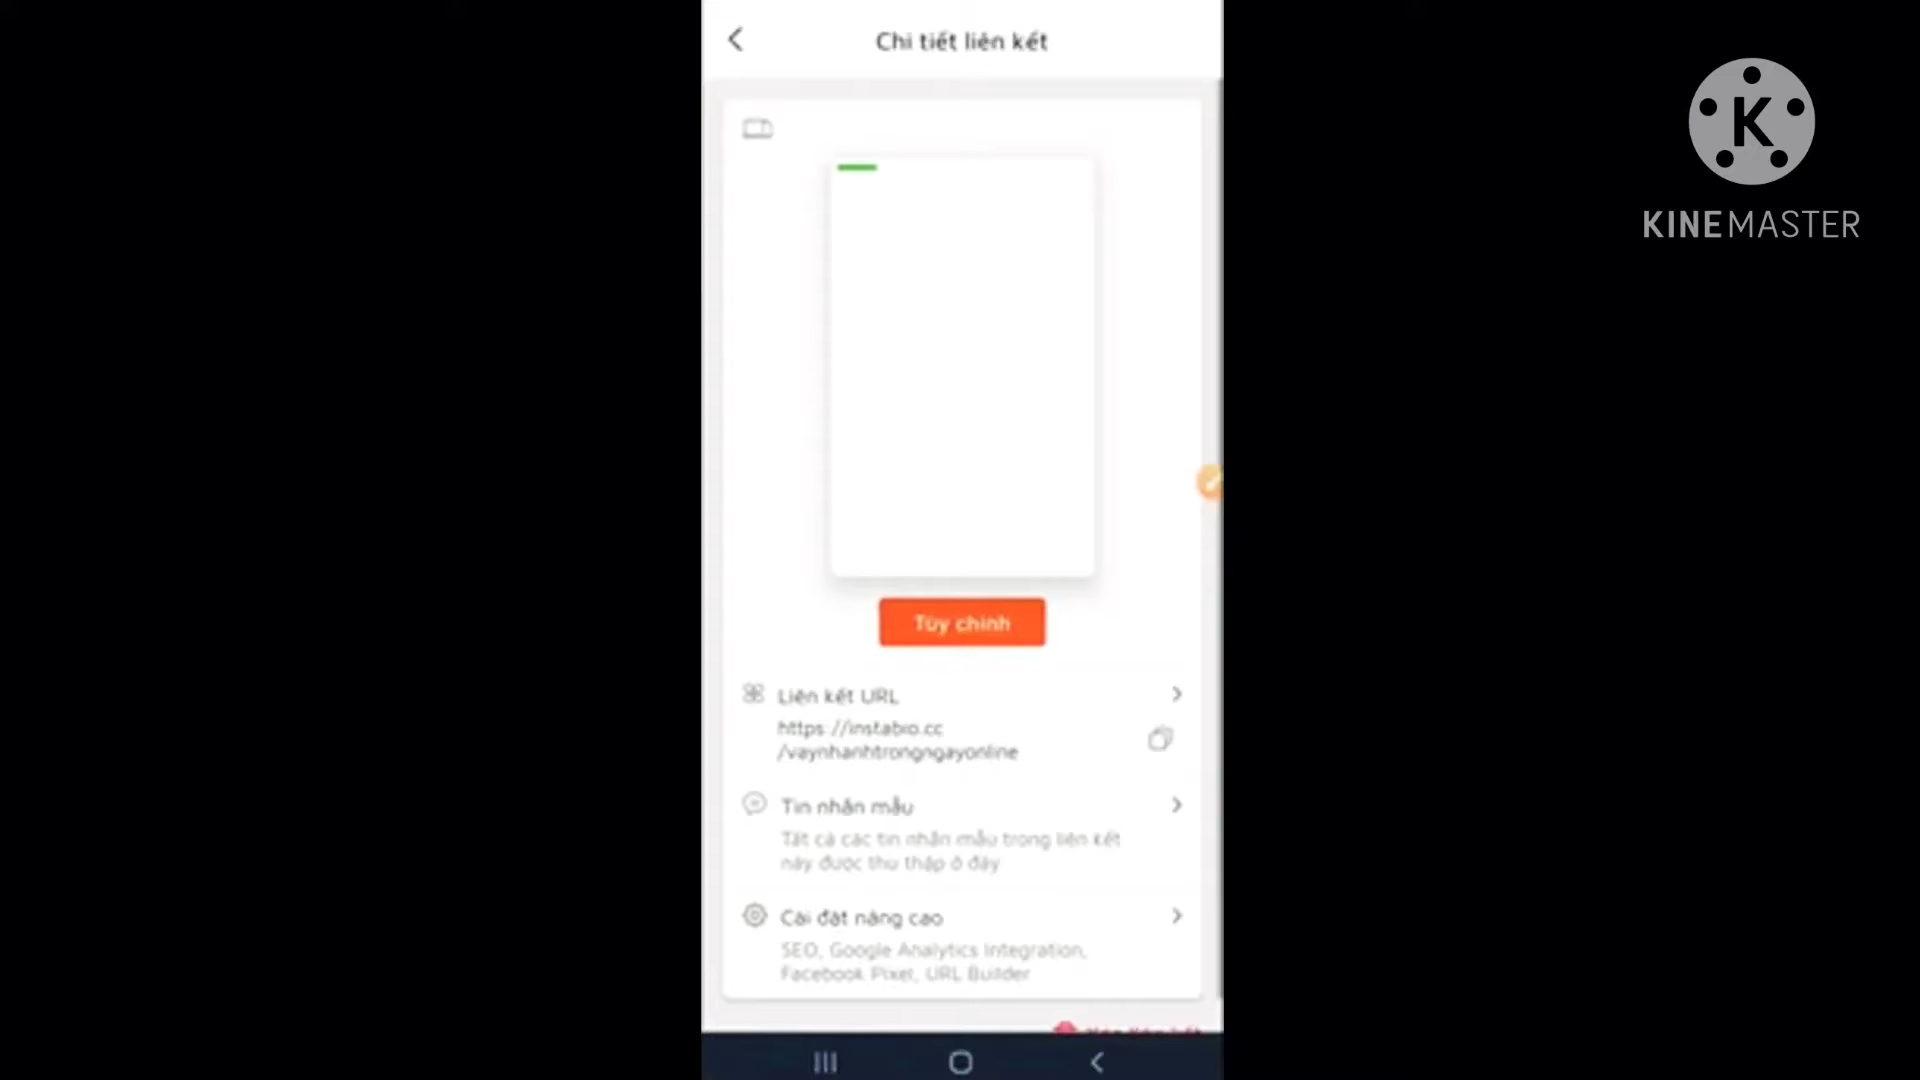 Chi tiết liên kết
KINEMASTER
Tùy chỉnh
Liên kết URL
https://instabio.cc
/vaynhanhtrongngayonline
Tin nhắn mẫu
Tất cả các tin nhắn mẫu trong liên kết
này được thu thập ở đây
Cài đặt nâng cao
SEO, Google Analytics Integration,
Facebook Pixel, URL Builder